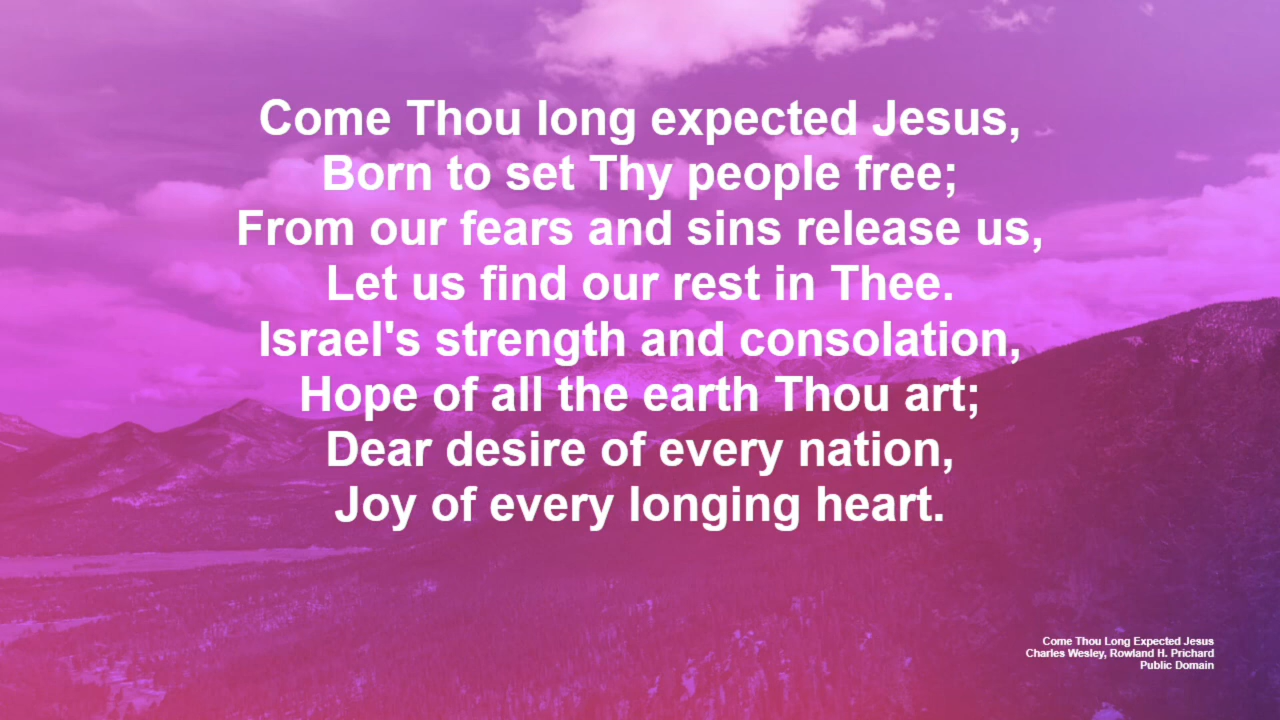 Come Thou long expected Jesus,
Born to set Thy people free;
From our fears and sins release us,
Let us find our rest in Thee.
Israel's strength and consolation,
Hope of all the earth Thou art;
Dear desire of every nation,
Joy of every longing heart.
Come Thou Long Expected Jesus
Charles Wesley, Rowland H. Prichard
Public Domain